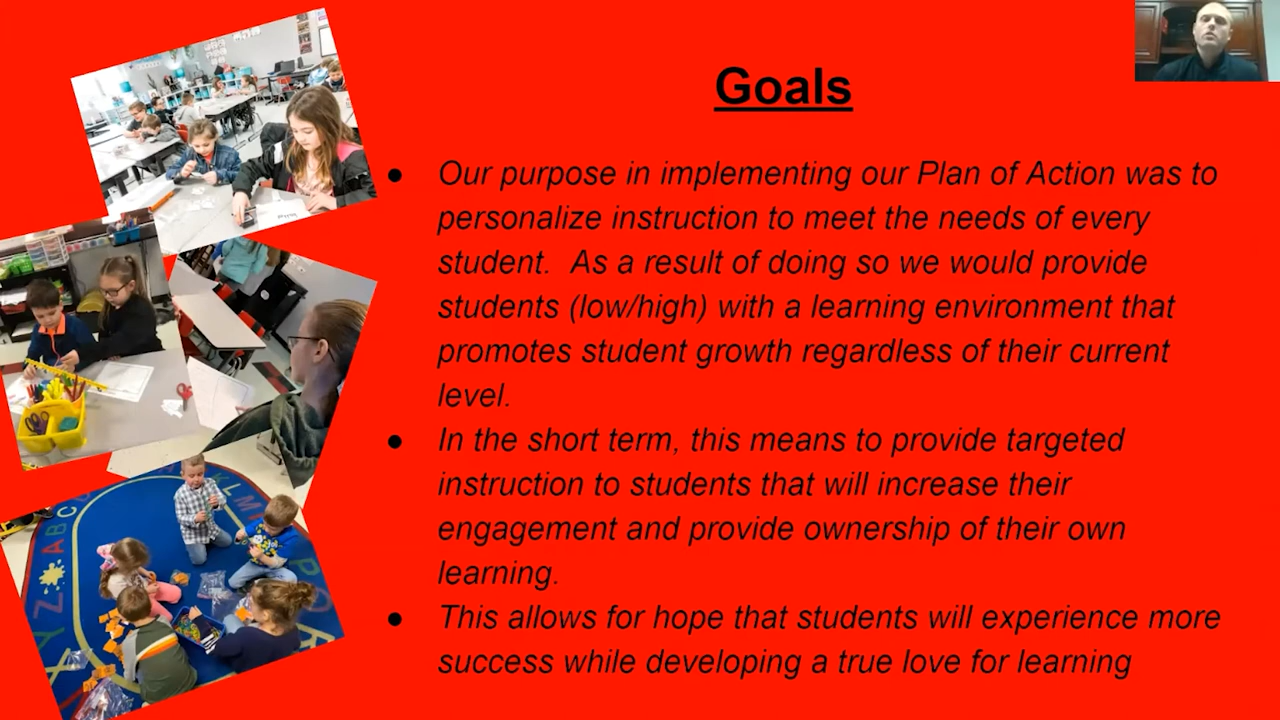 Goals
● Our purpose in implementing our Plan of Action was to
personalize instruction to meet the needs of every
student.  As a result of doing so we would provide
students (low/high) with a learning environment that
promotes student growth regardless of their current
level.
● In the short term, this means to provide targeted
instruction to students that will increase their
engagement and provide ownership of their own
learning.
● This allows for hope that students will experience more
success while developing a true love for learning